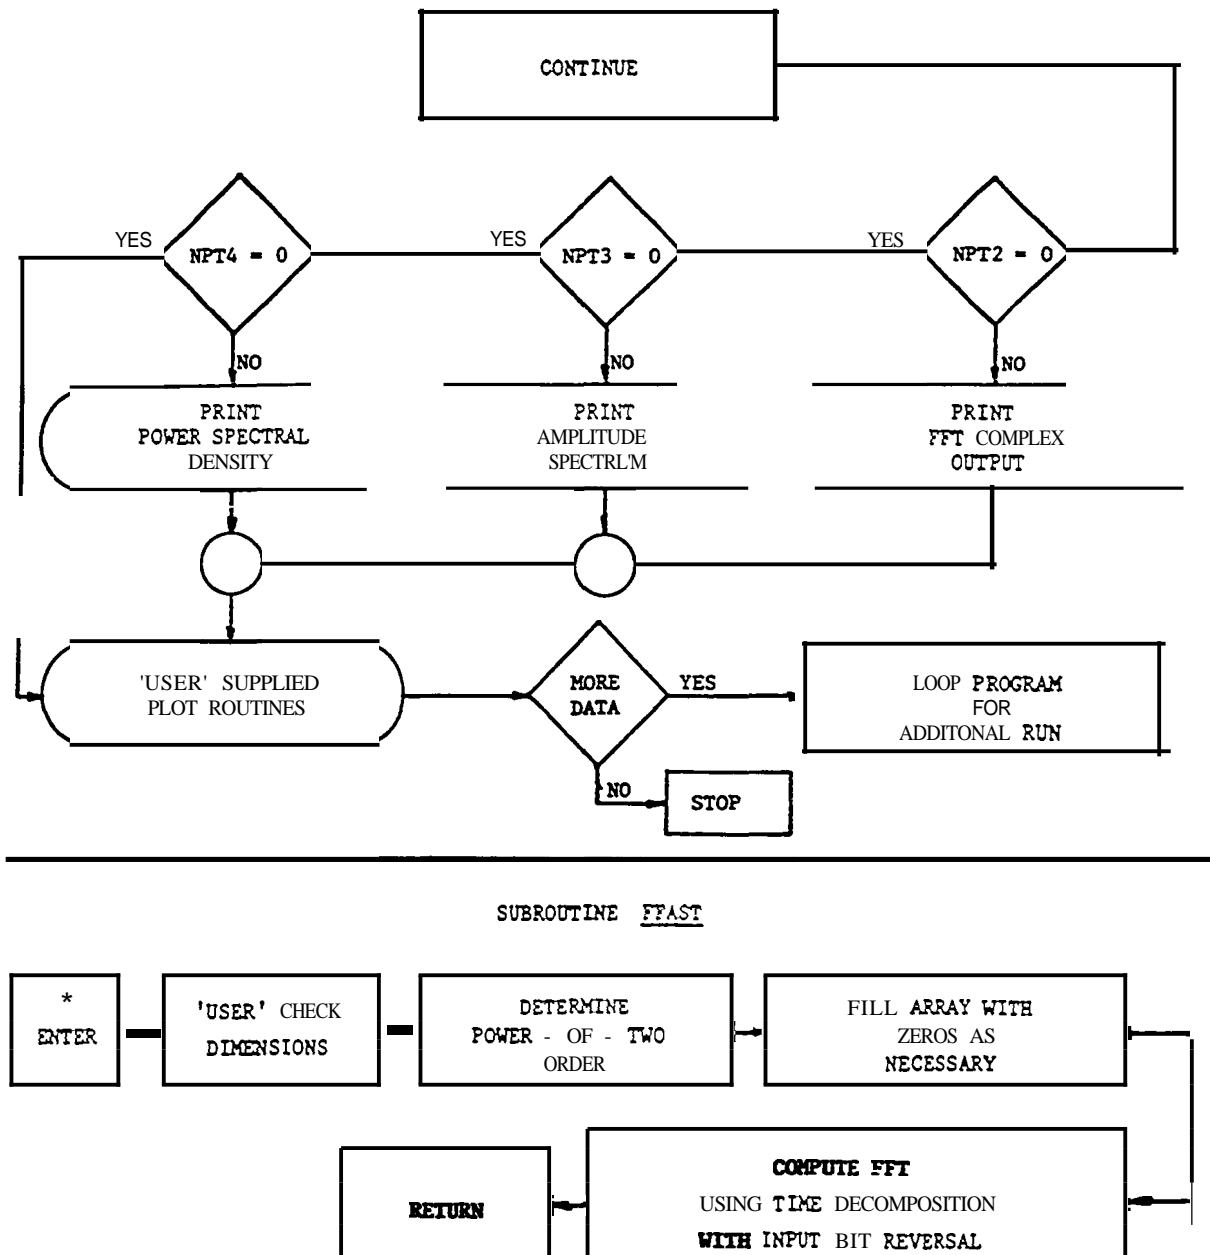 CONTINUE
YES
NPT4 = 0
YES
NPT3 = 0
YES
NPT2 = 0
NO
NO
NO
PRINT
POWER SPECTRAL
DENSITY
PRINT
AMPLITUDE
SPECTRL'M
PRINT
FFT COMPLEX
OUTPUT
'USER' SUPPLIED
PLOT ROUTINES
MORE
DATA
YES
LOOP PROGRAM
FOR
ADDITONAL RUN
NO
STOP
SUBROUTINE FFAST
*
ENTER
'USER' CHECK
DIMENSIONS
DETERMINE
POWER - OF - TWO
ORDER
FILL ARRAY WITH
ZEROS AS
NECESSARY
COMPUTE FFT
USING TIME DECOMPOSITION
WITH INPUT BIT REVERSAL
RETURN